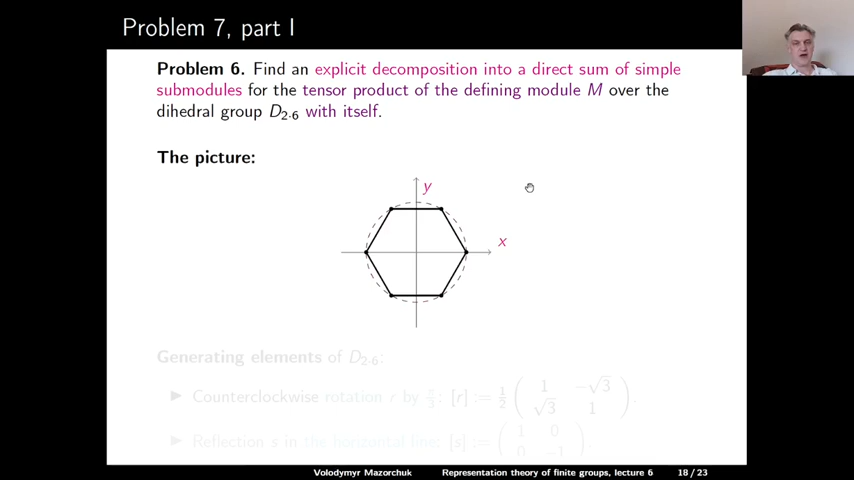 Problem 7, part I
Problem 6. Find an explicit decomposition into a direct sum of simple
submodules for the tensor product of the defining module M over the
dihedral group D₂.₆ with itself.
The picture:
y
x
Generating elements of D₂.₆:
▶ Counterclockwise rotation r by π/3: [r] := 1/2 ( 1 −√3
√3 1 ).
▶ Reflection s in the horizontal line: [s] := ( 1 0
0 −1 ).
Volodymyr Mazorchuk Representation theory of finite groups, lecture 6 18 / 23